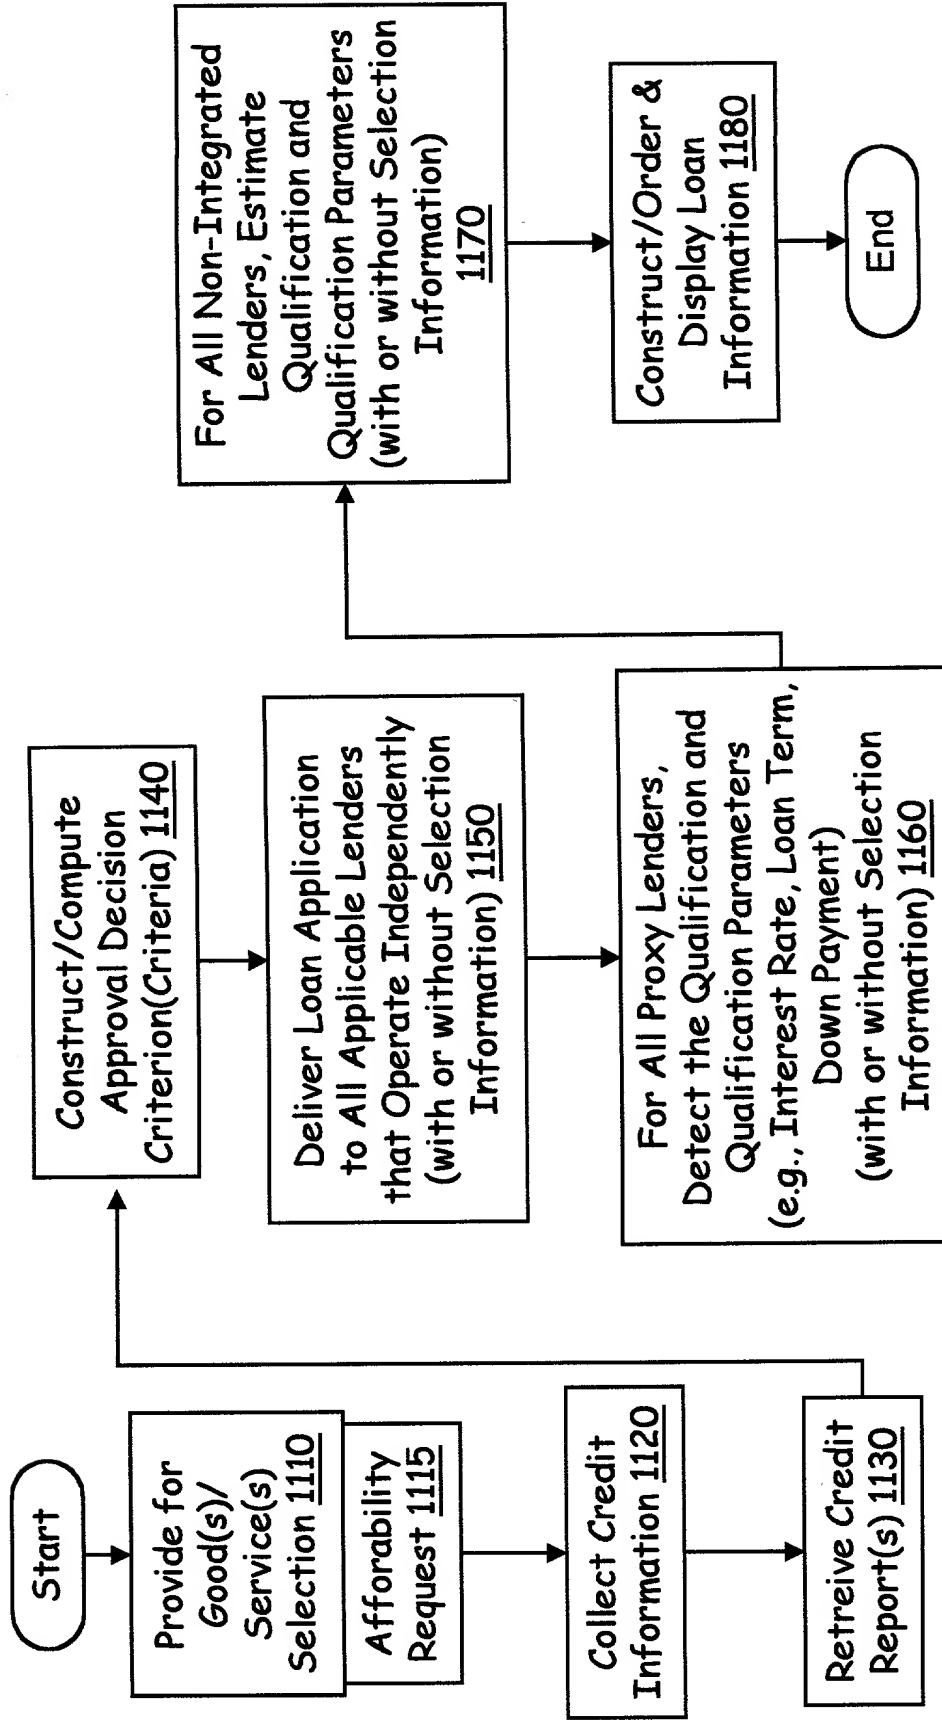 Start
Provide for
Good(s)/
Service(s)
Selection 1110
Afforability
Request 1115
Collect Credit
Information 1120
Retreive Credit
Report(s) 1130
Construct/Compute
Approval Decision
Criterion(Criteria) 1140
Deliver Loan Application
to All Applicable Lenders
that Operate Independently
(with or without Selection
Information) 1150
For All Proxy Lenders,
Detect the Qualification and
Qualification Parameters
(e.g., Interest Rate, Loan Term,
Down Payment)
(with or without Selection
Information) 1160
For All Non-Integrated
Lenders, Estimate
Qualification and
Qualification Parameters
(with or without Selection
Information)
1170
Construct/Order &
Display Loan
Information 1180
End